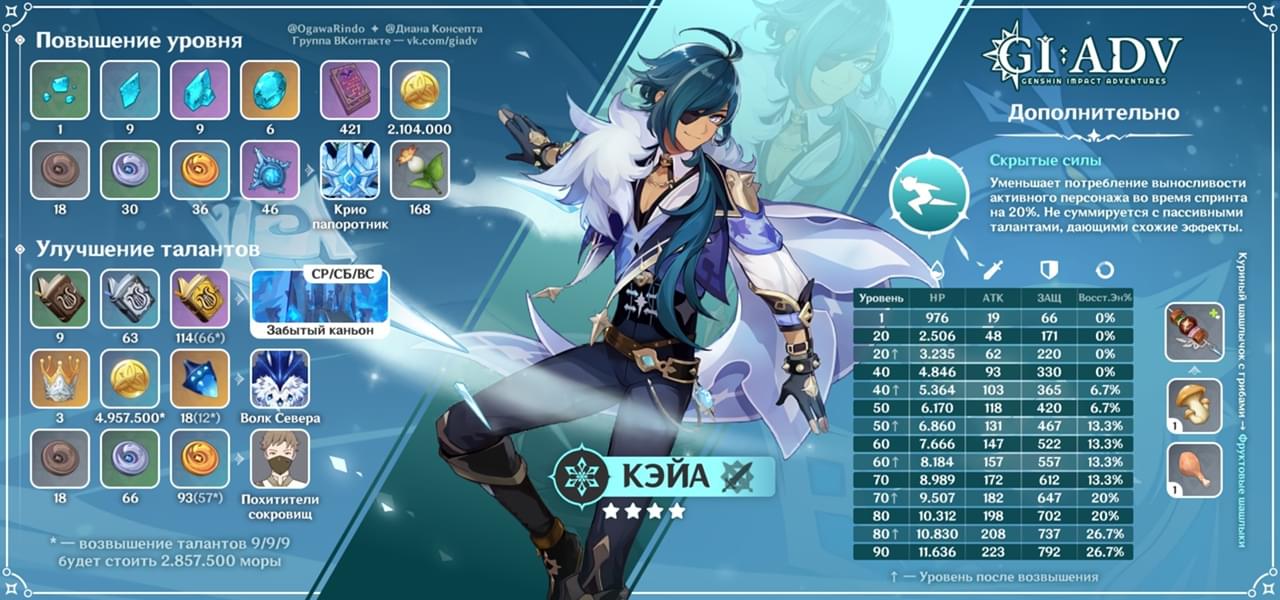 Повышение уровня
@OgawaRindo ✦ @Диана Консепта
Группа ВКонтакте — vk.com/giadv
1 9 9 6 421 2.104.000
18 30 36 46 Крио папоротник 168
Улучшение талантов
9 63 114(66*)
СР/СБ/ВС
Забытый каньон
3 4.957.500* 18(12*) Волк Севера
18 66 93(57*) Похитители
сокровищ
* — возвышение талантов 9/9/9
будет стоить 2.857.500 моры
КЭЙА
GI·ADV
GENSHIN IMPACT ADVENTURES
Дополнительно
Скрытые силы
Уменьшает потребление выносливости
активного персонажа во время спринта
на 20%. Не суммируется с пассивными
талантами, дающими схожие эффекты.
Уровень HP АТК ЗАЩ Восст.Эн%
1 976 19 66 0%
20 2.506 48 171 0%
20↑ 3.235 62 220 0%
40 4.846 93 330 0%
40↑ 5.364 103 365 6.7%
50 6.170 118 420 6.7%
50↑ 6.860 131 467 13.3%
60 7.666 147 522 13.3%
60↑ 8.184 157 557 13.3%
70 8.989 172 612 13.3%
70↑ 9.507 182 647 20%
80 10.312 198 702 20%
80↑ 10.830 208 737 26.7%
90 11.636 223 792 26.7%
↑ — Уровень после возвышения
1
1
Куриный шашлычок с грибами → Фруктовые шашлыки